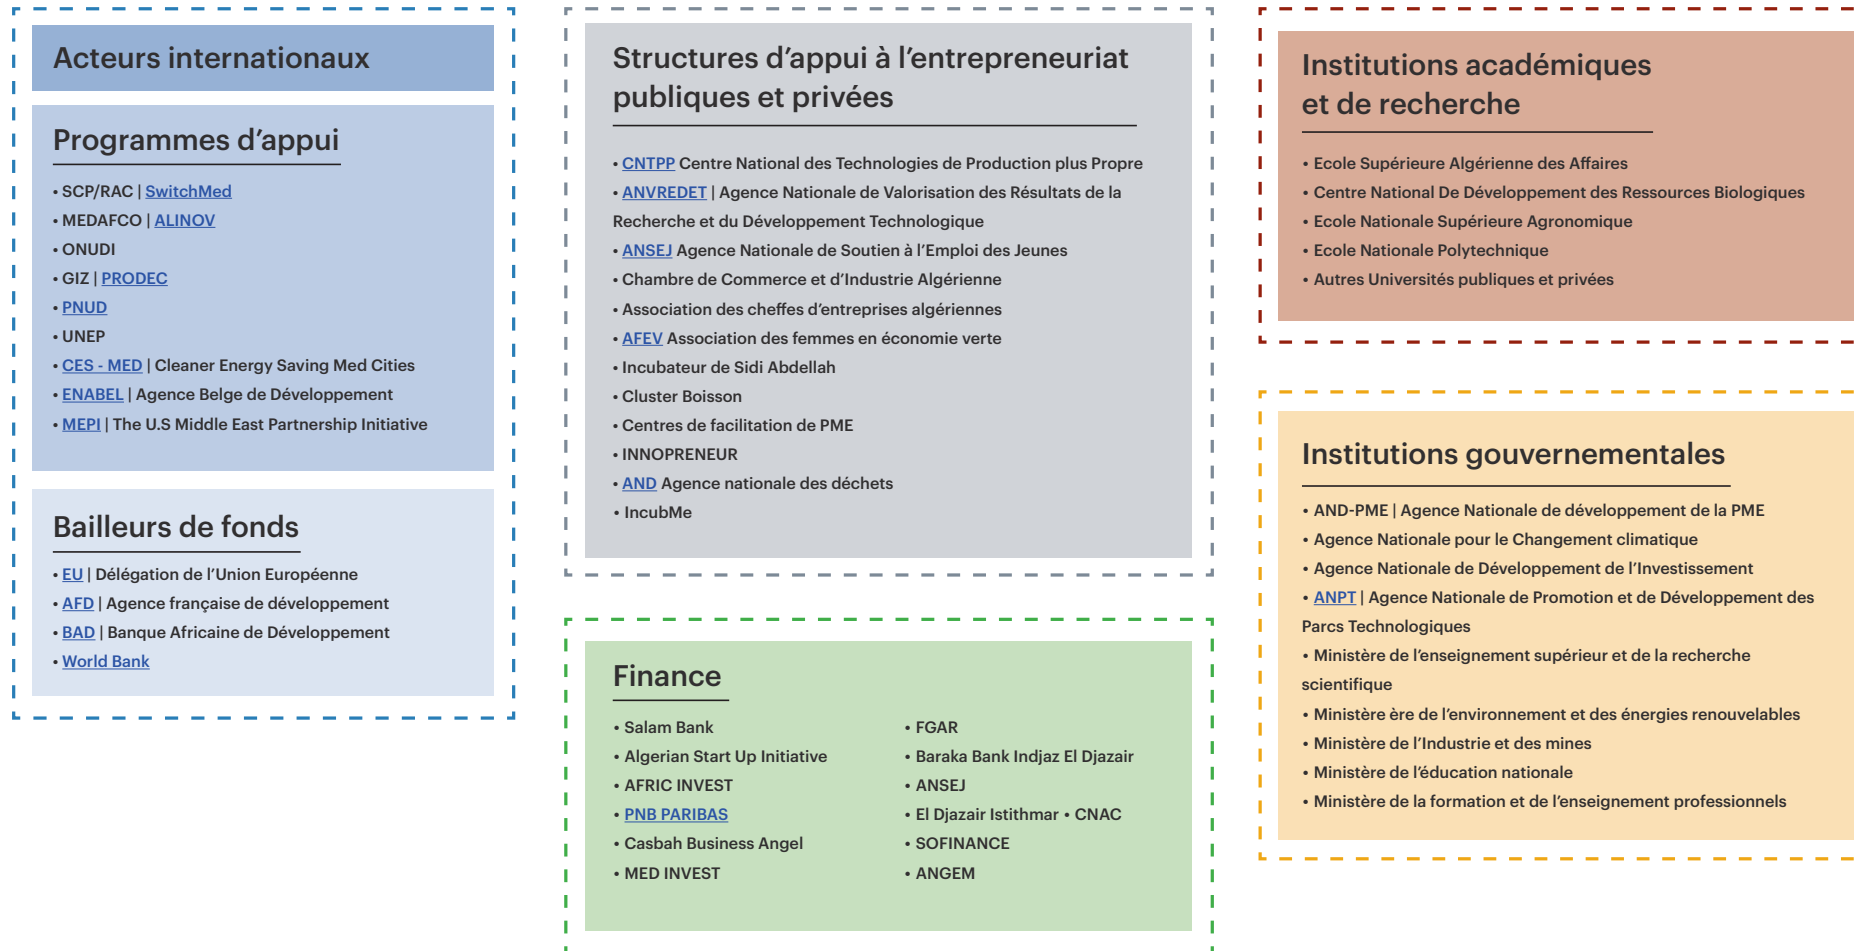 Acteurs internationaux
Programmes d'appui
• SCP/RAC | SwitchMed
• MEDAFCO | ALINOV
• ONUDI
• GIZ | PRODEC
• PNUD
• UNEP
• CES - MED | Cleaner Energy Saving Med Cities
• ENABEL | Agence Belge de Développement
• MEPI | The U.S Middle East Partnership Initiative
Bailleurs de fonds
• EU | Délégation de l'Union Européenne
• AFD | Agence française de développement
• BAD | Banque Africaine de Développement
• World Bank
Structures d'appui à l'entrepreneuriat
publiques et privées
• CNTPP Centre National des Technologies de Production plus Propre
• ANVREDET | Agence Nationale de Valorisation des Résultats de la
Recherche et du Développement Technologique
• ANSEJ Agence Nationale de Soutien à l'Emploi des Jeunes
• Chambre de Commerce et d'Industrie Algérienne
• Association des cheffes d'entreprises algériennes
• AFEV Association des femmes en économie verte
• Incubateur de Sidi Abdellah
• Cluster Boisson
• Centres de facilitation de PME
• INNOPRENEUR
• AND Agence nationale des déchets
• IncubMe
Finance
• Salam Bank
• Algerian Start Up Initiative
• AFRIC INVEST
• PNB PARIBAS
• Casbah Business Angel
• MED INVEST
• FGAR
• Baraka Bank Indjaz El Djazair
• ANSEJ
• El Djazair Istithmar • CNAC
• SOFINANCE
• ANGEM
Institutions académiques
et de recherche
• Ecole Supérieure Algérienne des Affaires
• Centre National De Développement des Ressources Biologiques
• Ecole Nationale Supérieure Agronomique
• Ecole Nationale Polytechnique
• Autres Universités publiques et privées
Institutions gouvernementales
• AND-PME | Agence Nationale de développement de la PME
• Agence Nationale pour le Changement climatique
• Agence Nationale de Développement de l'Investissement
• ANPT | Agence Nationale de Promotion et de Développement des
Parcs Technologiques
• Ministère de l'enseignement supérieur et de la recherche
scientifique
• Ministère ère de l'environnement et des énergies renouvelables
• Ministère de l'Industrie et des mines
• Ministère de l'éducation nationale
• Ministère de la formation et de l'enseignement professionnels